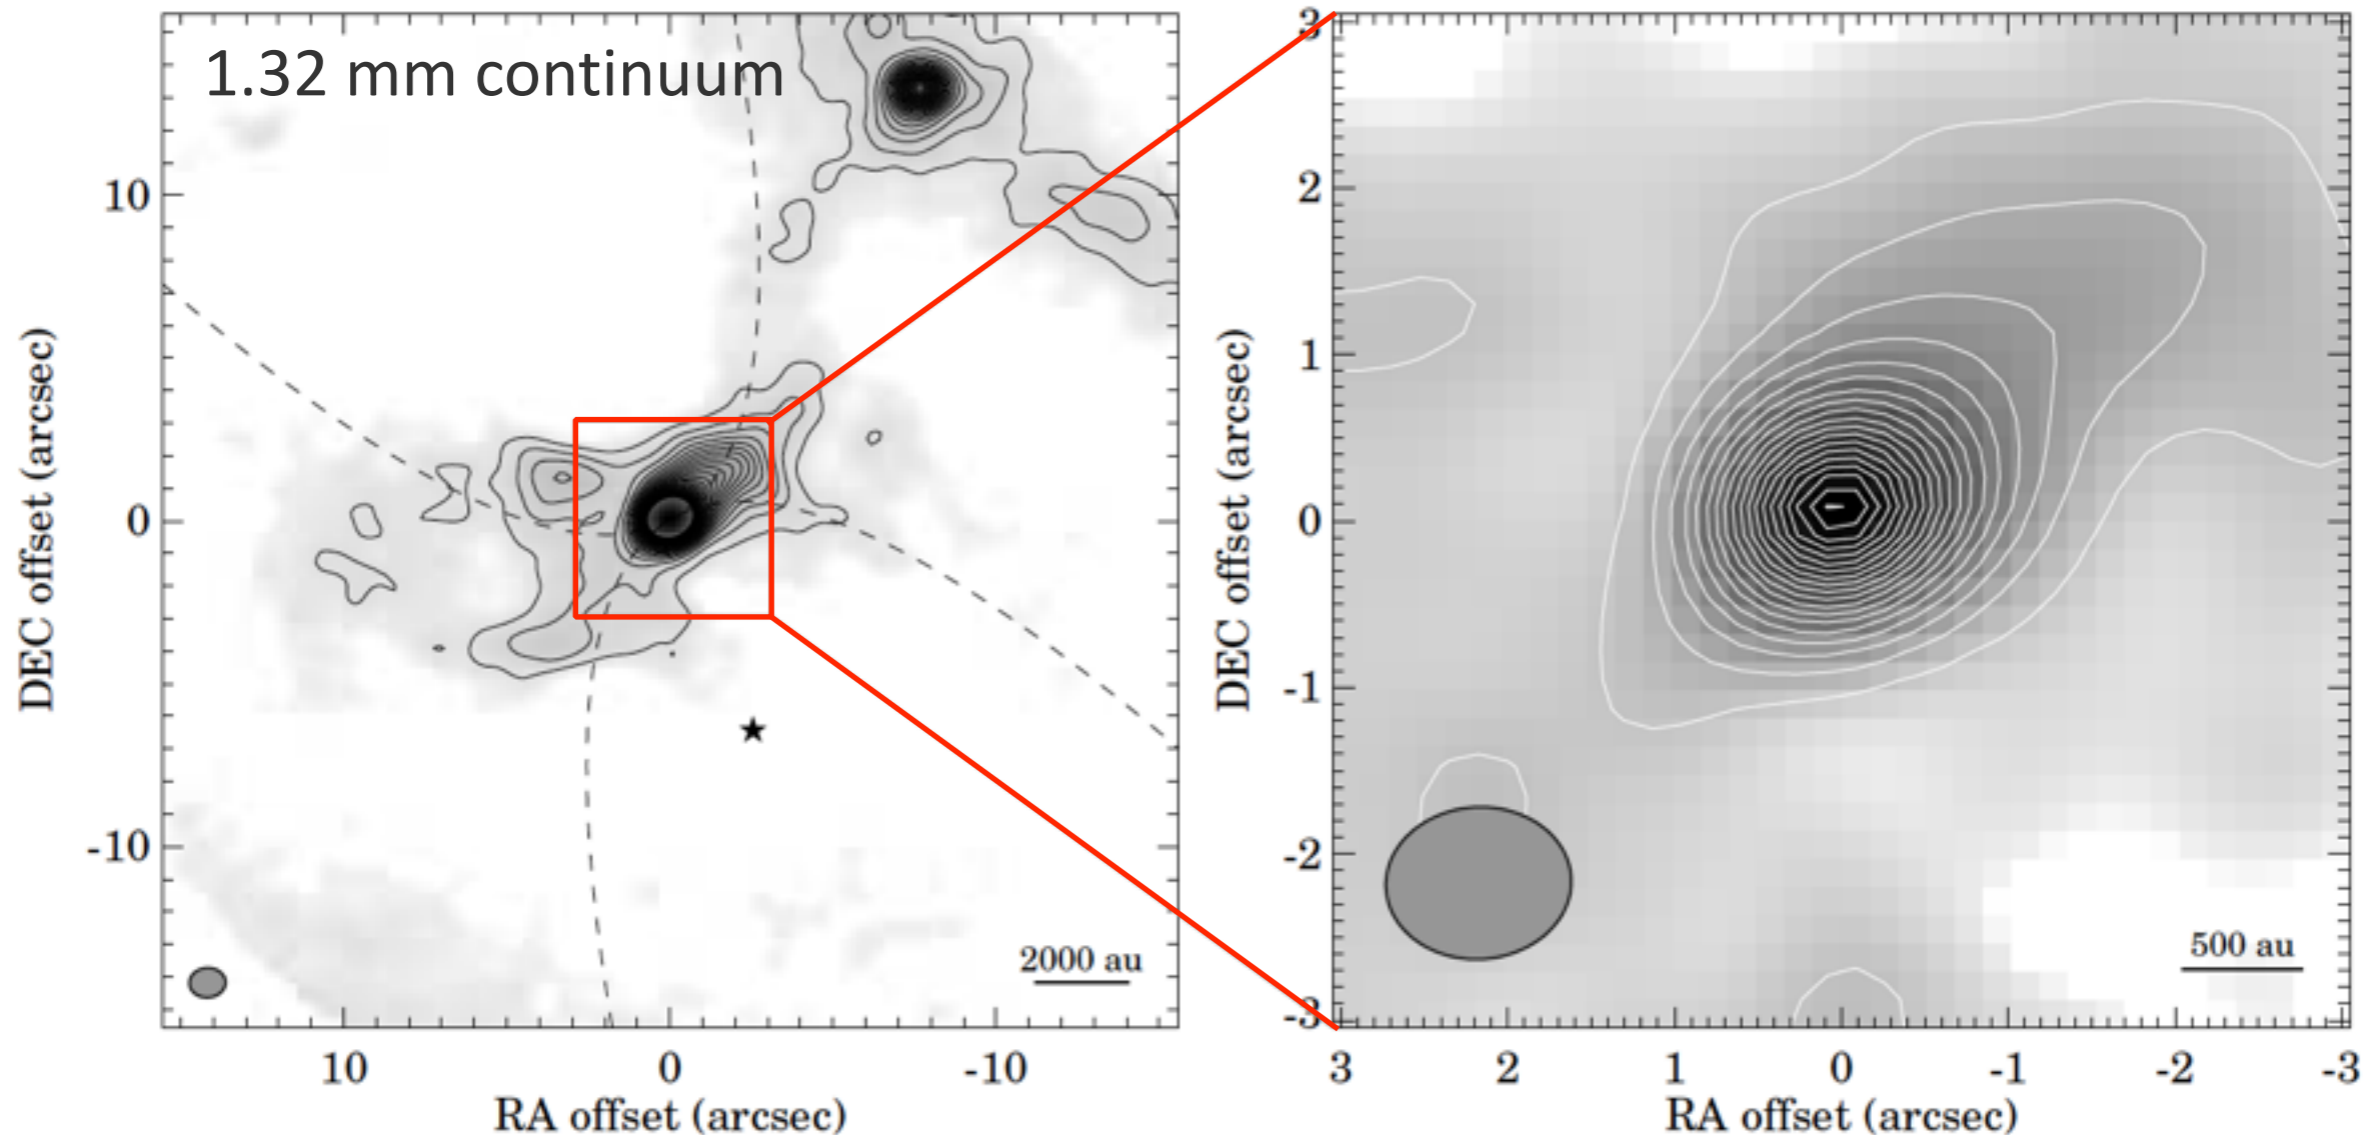 1.32 mm continuum
DEC offset (arcsec)
10
0
-10
2000 au
10 0 -10
RA offset (arcsec)
DEC offset (arcsec)
3
2
1
0
-1
-2
-3
500 au
3 2 1 0 -1 -2 -3
RA offset (arcsec)